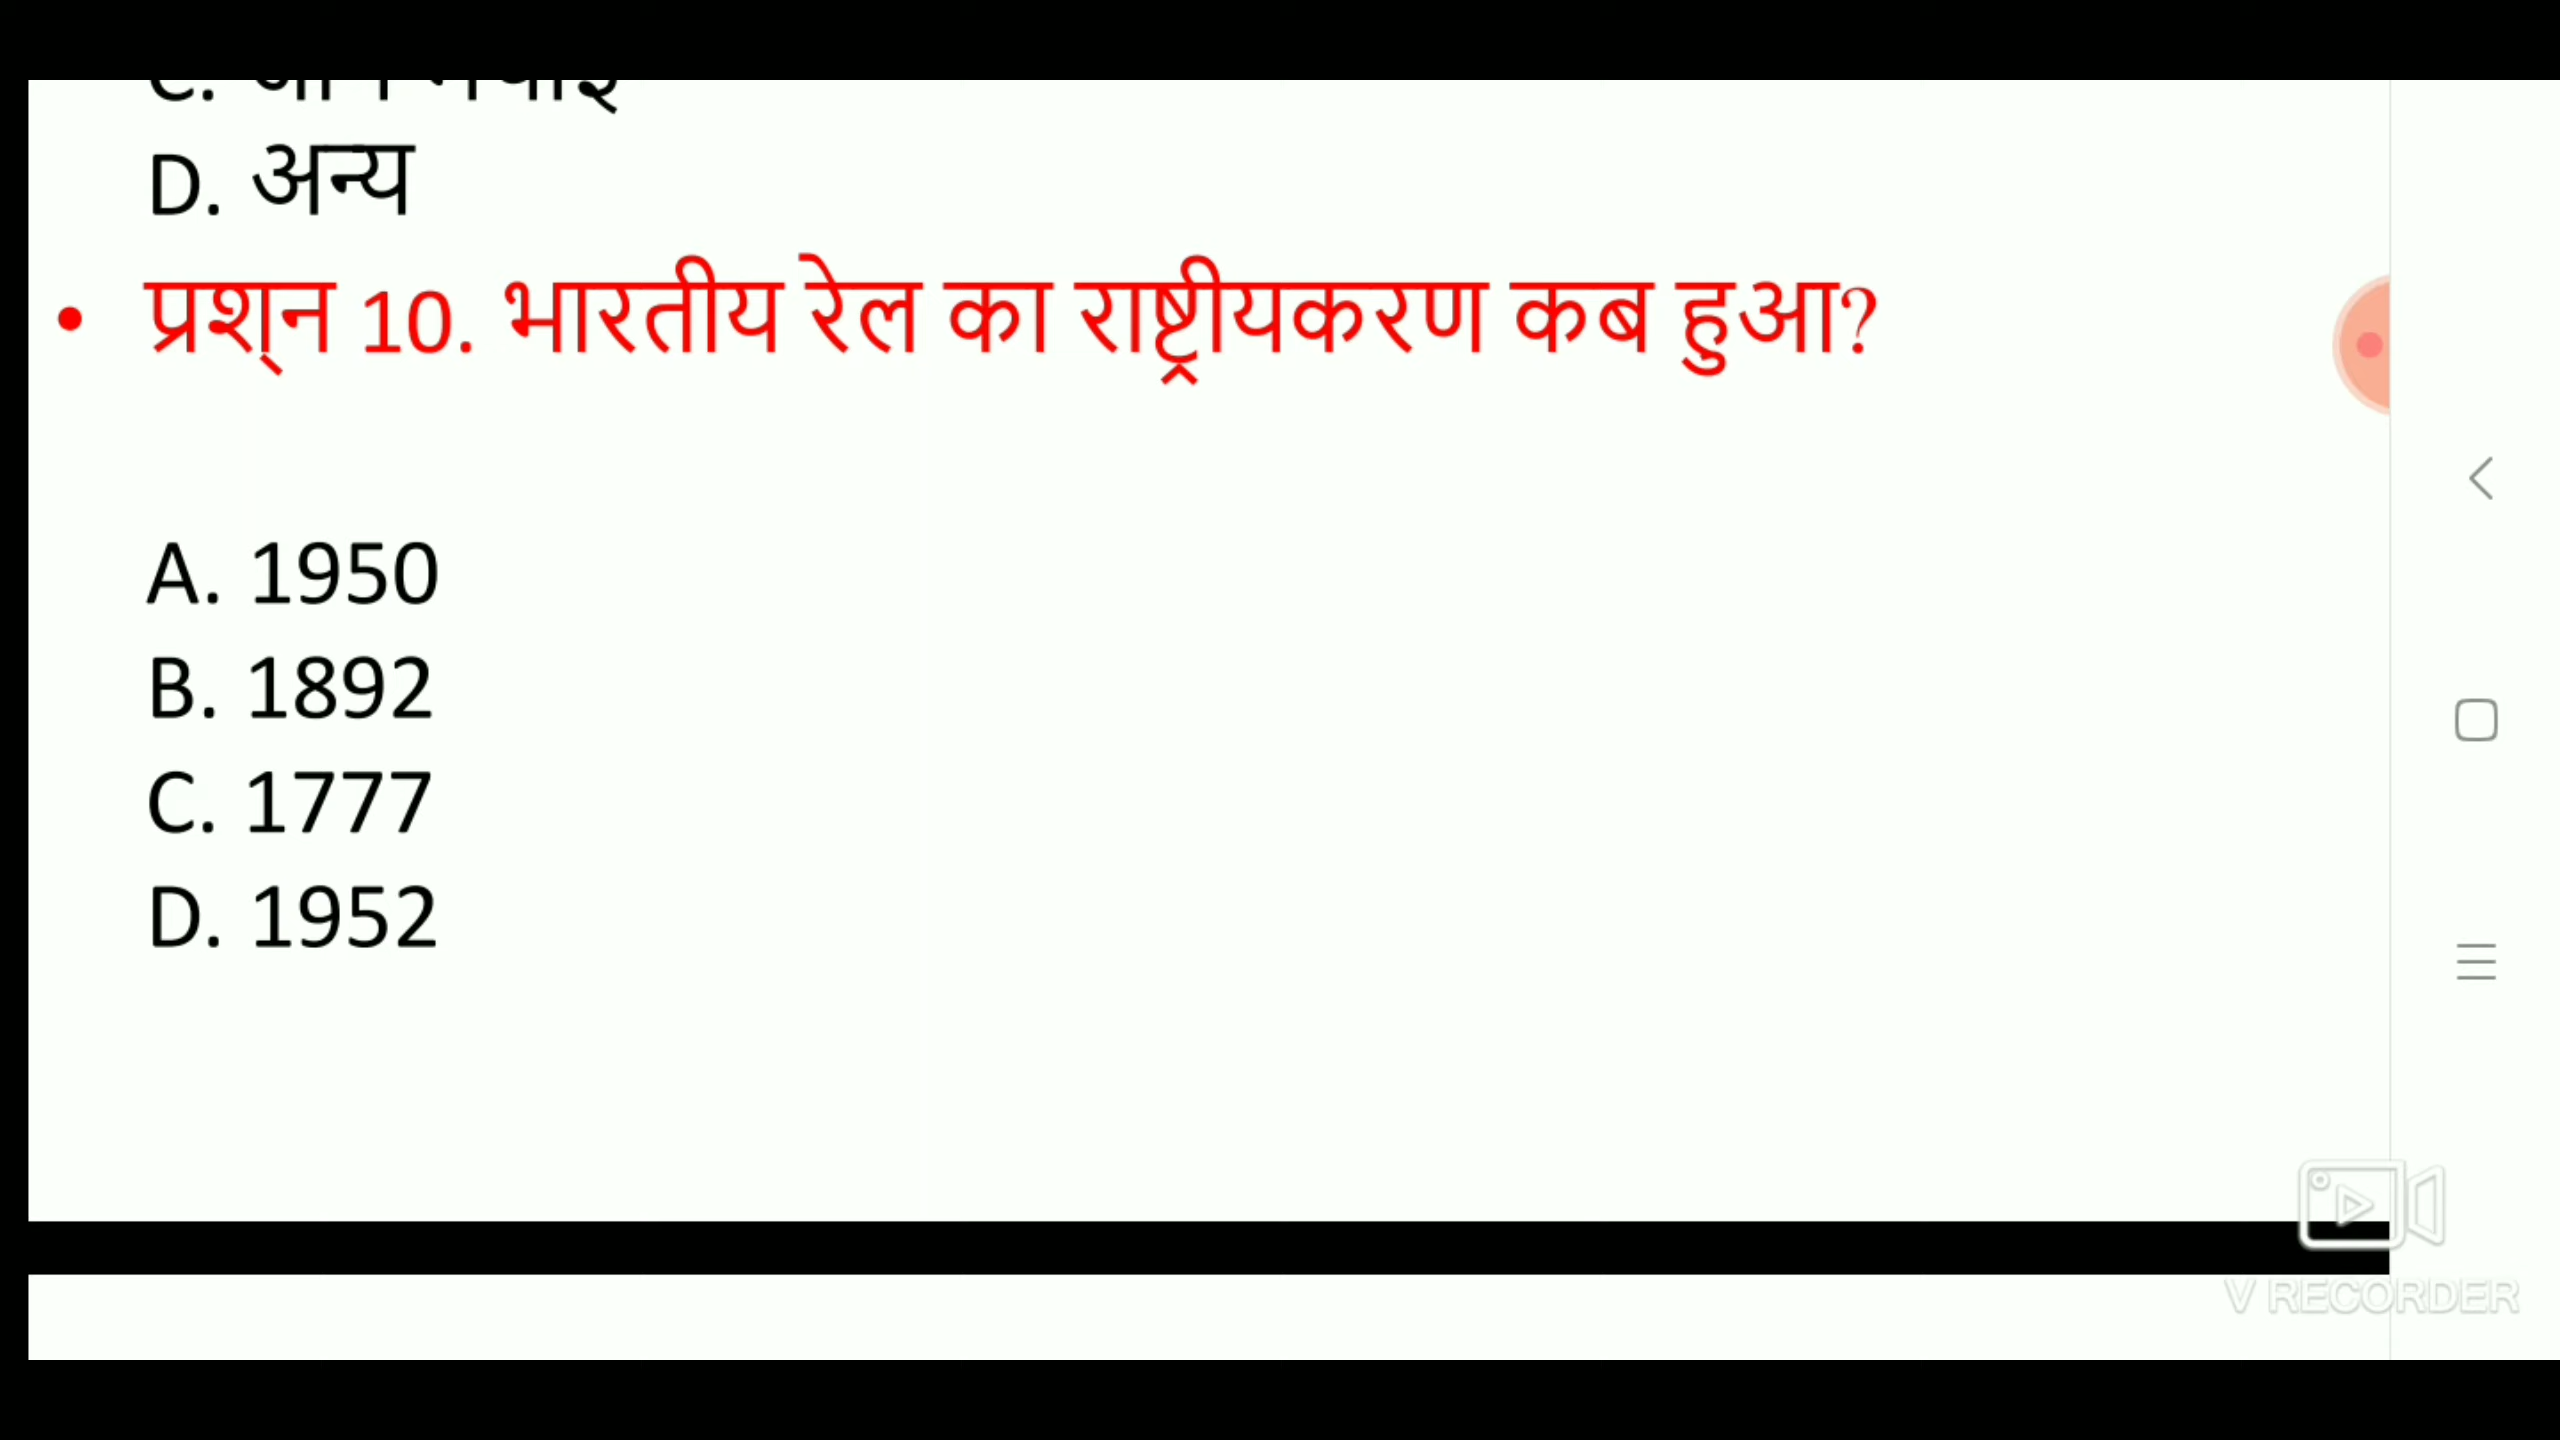 D. अन्य
• प्रश्‌न 10. भारतीय रेल का राष्ट्रीयकरण कब हुआ?
A. 1950
B. 1892
C. 1777
D. 1952
V RECORDER